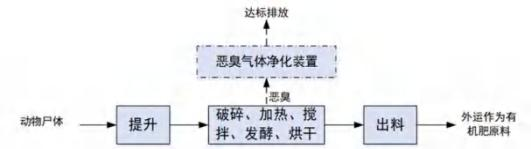 达标排放
恶臭气体净化装置
恶臭
动物尸体
提升
破碎、加热、搅
拌、发酵、烘干
出料
外运作为有
机肥原料